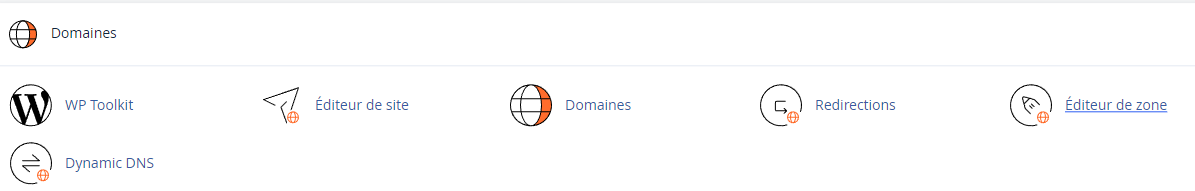 Domaines
WP Toolkit
Éditeur de site
Domaines
Redirections
Éditeur de zone
Dynamic DNS